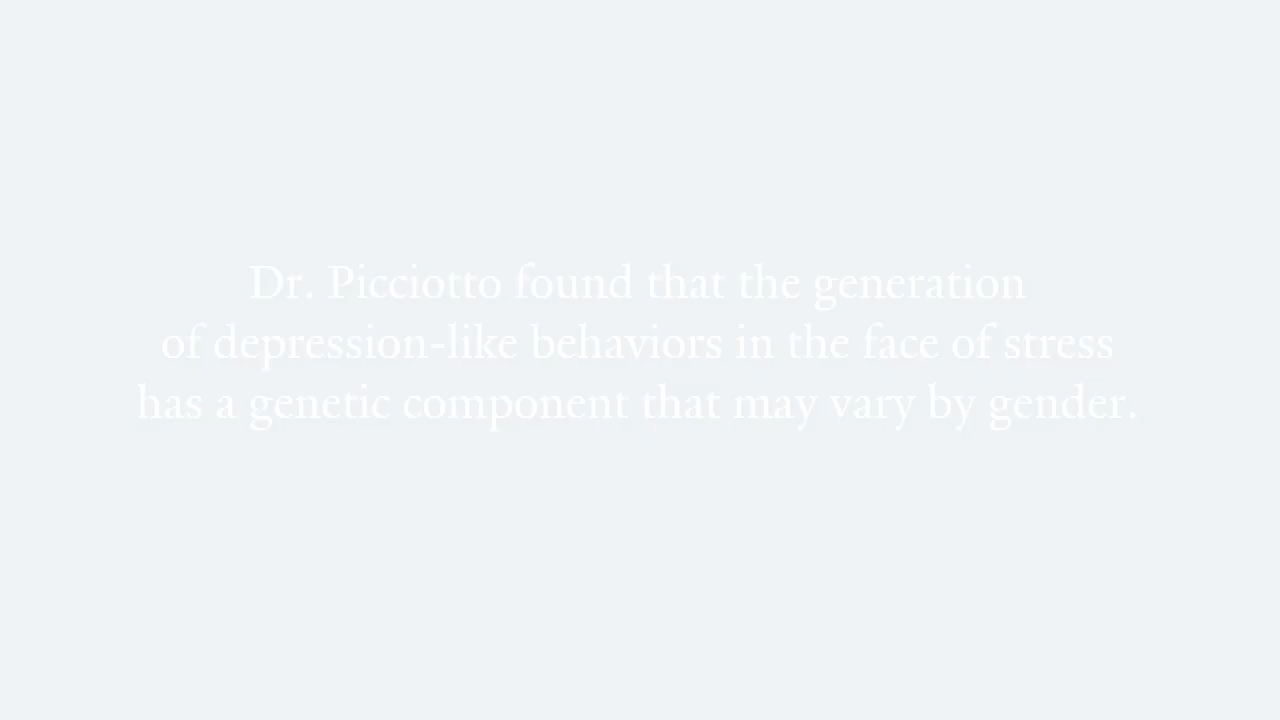 Dr. Picciotto found that the generation
of depression-like behaviors in the face of stress
has a genetic component that may vary by gender.